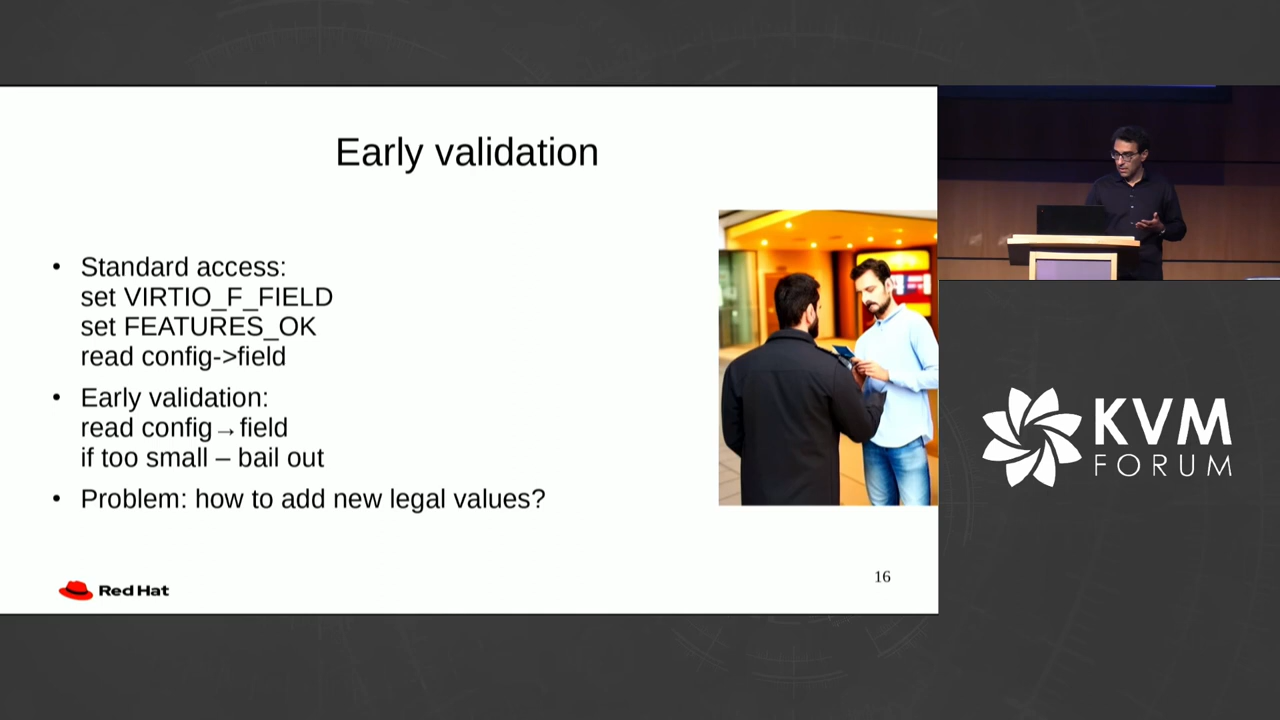 Early validation
• Standard access:
set VIRTIO_F_FIELD
set FEATURES_OK
read config->field
• Early validation:
read config→field
if too small – bail out
• Problem: how to add new legal values?
Red Hat
16
KVM
FORUM